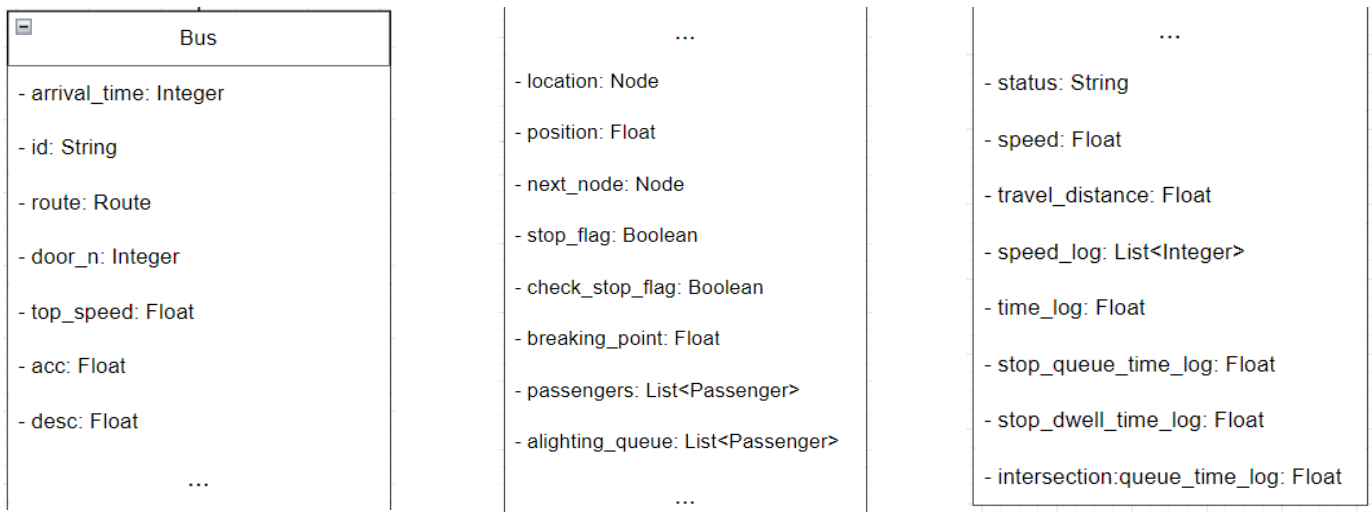 Bus
- arrival_time: Integer
- id: String
- route: Route
- door_n: Integer
- top_speed: Float
- acc: Float
- desc: Float
...
...
- location: Node
- position: Float
- next_node: Node
- stop_flag: Boolean
- check_stop_flag: Boolean
- breaking_point: Float
- passengers: List<Passenger>
- alighting_queue: List<Passenger>
...
...
- status: String
- speed: Float
- travel_distance: Float
- speed_log: List<Integer>
- time_log: Float
- stop_queue_time_log: Float
- stop_dwell_time_log: Float
- intersection:queue_time_log: Float